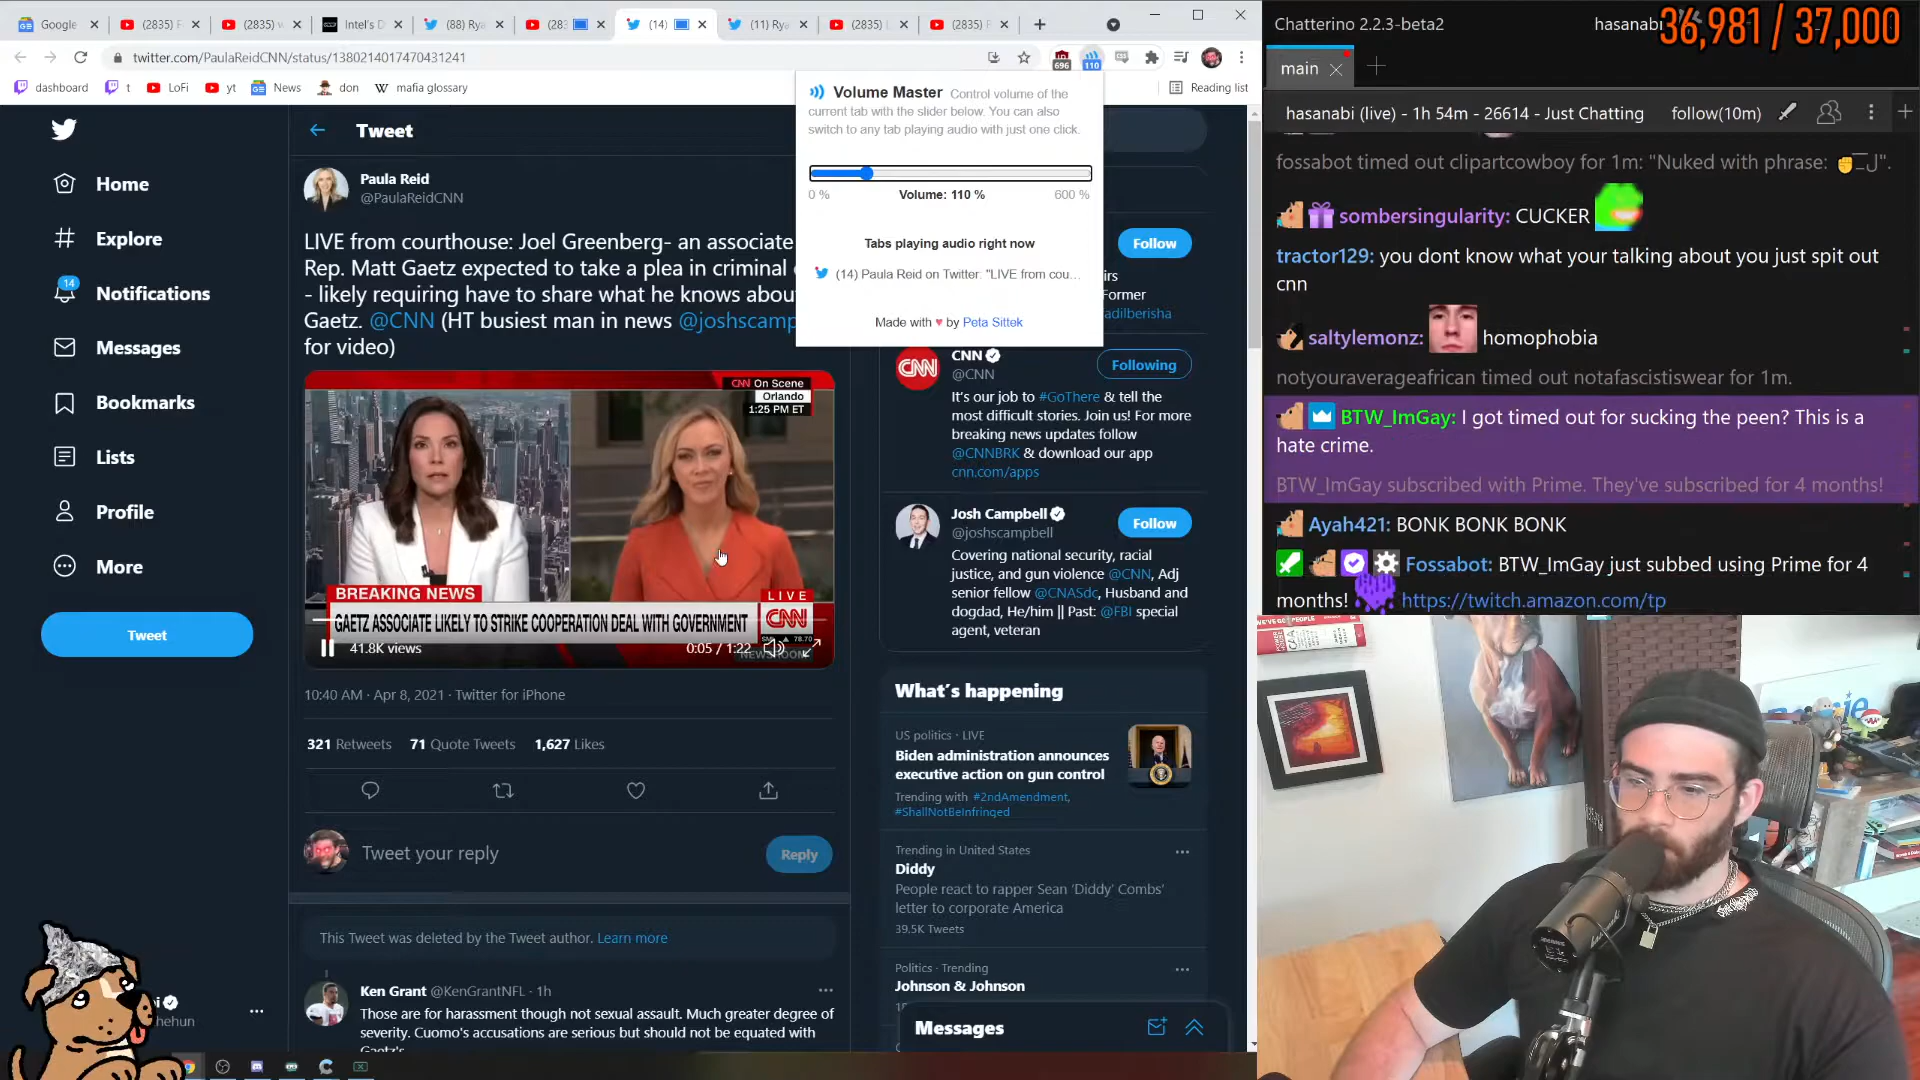 Google
(2835) F
(2835) w
Intel's D
(88) Rya
(283
(14)
(11) Rya
(2835) L
(2835) F
twitter.com/PaulaReidCNN/status/1380214017470431241
696
110
dashboard
t
LoFi
yt
News
don
mafia glossary
Reading list
Home
Explore
14
Notifications
Messages
Bookmarks
Lists
Profile
More
Tweet
Tweet
Paula Reid
@PaulaReidCNN
LIVE from courthouse: Joel Greenberg- an associate
Rep. Matt Gaetz expected to take a plea in criminal
- likely requiring have to share what he knows abou
Gaetz. @CNN (HT busiest man in news @joshscamp
for video)
CNN On Scene
Orlando
1:25 PM ET
BREAKING NEWS
LIVE
GAETZ ASSOCIATE LIKELY TO STRIKE COOPERATION DEAL WITH GOVERNMENT
CNN
78.70
NEWSROOM
41.8K views
0:05 / 1:22
10:40 AM · Apr 8, 2021 · Twitter for iPhone
321 Retweets 71 Quote Tweets 1,627 Likes
Tweet your reply
Reply
This Tweet was deleted by the Tweet author. Learn more
Ken Grant @KenGrantNFL · 1h
Those are for harassment though not sexual assault. Much greater degree of
severity. Cuomo's accusations are serious but should not be equated with
Gaetz's
Volume Master Control volume of the
current tab with the slider below. You can also
switch to any tab playing audio with just one click.
0 %
Volume: 110 %
600 %
Tabs playing audio right now
(14) Paula Reid on Twitter: "LIVE from cou...
Made with ♥ by Peta Sittek
Follow
irs
Former
adilberisha
CNN
@CNN
Following
It's our job to #GoThere & tell the
most difficult stories. Join us! For more
breaking news updates follow
@CNNBRK & download our app
cnn.com/apps
Josh Campbell
@joshscampbell
Follow
Covering national security, racial
justice, and gun violence @CNN, Adj
senior fellow @CNASdc, Husband and
dogdad, He/him || Past: @FBI special
agent, veteran
What's happening
US politics · LIVE
Biden administration announces
executive action on gun control
Trending with #2ndAmendment,
#ShallNotBeInfringed
Trending in United States
Diddy
People react to rapper Sean 'Diddy' Combs'
letter to corporate America
39.5K Tweets
Politics · Trending
Johnson & Johnson
Messages
Chatterino 2.2.3-beta2
hasanabi
36,981 / 37,000
main
hasanabi (live) - 1h 54m - 26614 - Just Chatting
follow(10m)
fossabot timed out clipartcowboy for 1m: "Nuked with phrase:
sombersingularity: CUCKER
tractor129: you dont know what your talking about you just spit out
cnn
saltylemonz: homophobia
notyouraverageafrican timed out notafascistiswear for 1m.
BTW_ImGay: I got timed out for sucking the peen? This is a
hate crime.
BTW_ImGay subscribed with Prime. They've subscribed for 4 months!
Ayah421: BONK BONK BONK
Fossabot: BTW_ImGay just subbed using Prime for 4
months! https://twitch.amazon.com/tp